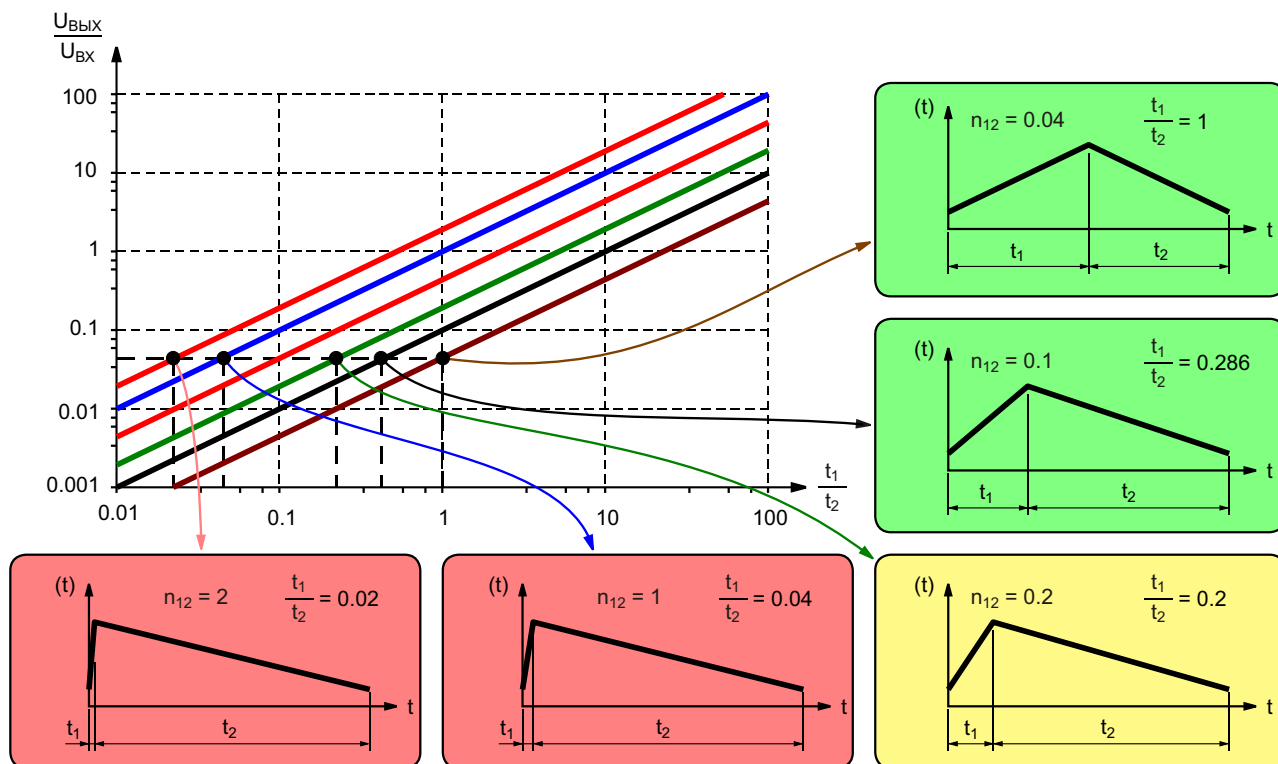 U_ВЫХ
U_ВХ
100
10
1
0.1
0.01
0.001
0.01
0.1
1
10
100
t₁
t₂
(t)
n₁₂ = 0.04
t₁
t₂
= 1
t
t₁
t₂
(t)
n₁₂ = 0.1
t₁
t₂
= 0.286
t
t₁
t₂
(t)
n₁₂ = 2
t₁
t₂
= 0.02
t
t₁
t₂
(t)
n₁₂ = 1
t₁
t₂
= 0.04
t
t₁
t₂
(t)
n₁₂ = 0.2
t₁
t₂
= 0.2
t
t₁
t₂